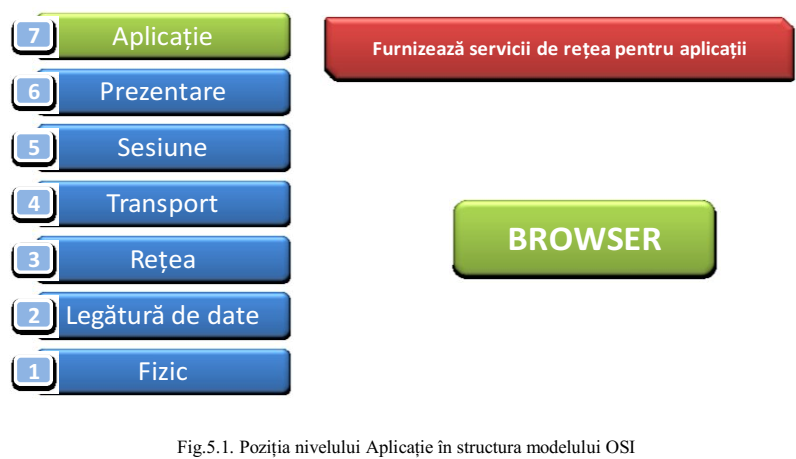 7 Aplicație
Furnizează servicii de rețea pentru aplicații
6 Prezentare
5 Sesiune
4 Transport
BROWSER
3 Rețea
2 Legătură de date
1 Fizic
Fig.5.1. Poziția nivelului Aplicație în structura modelului OSI